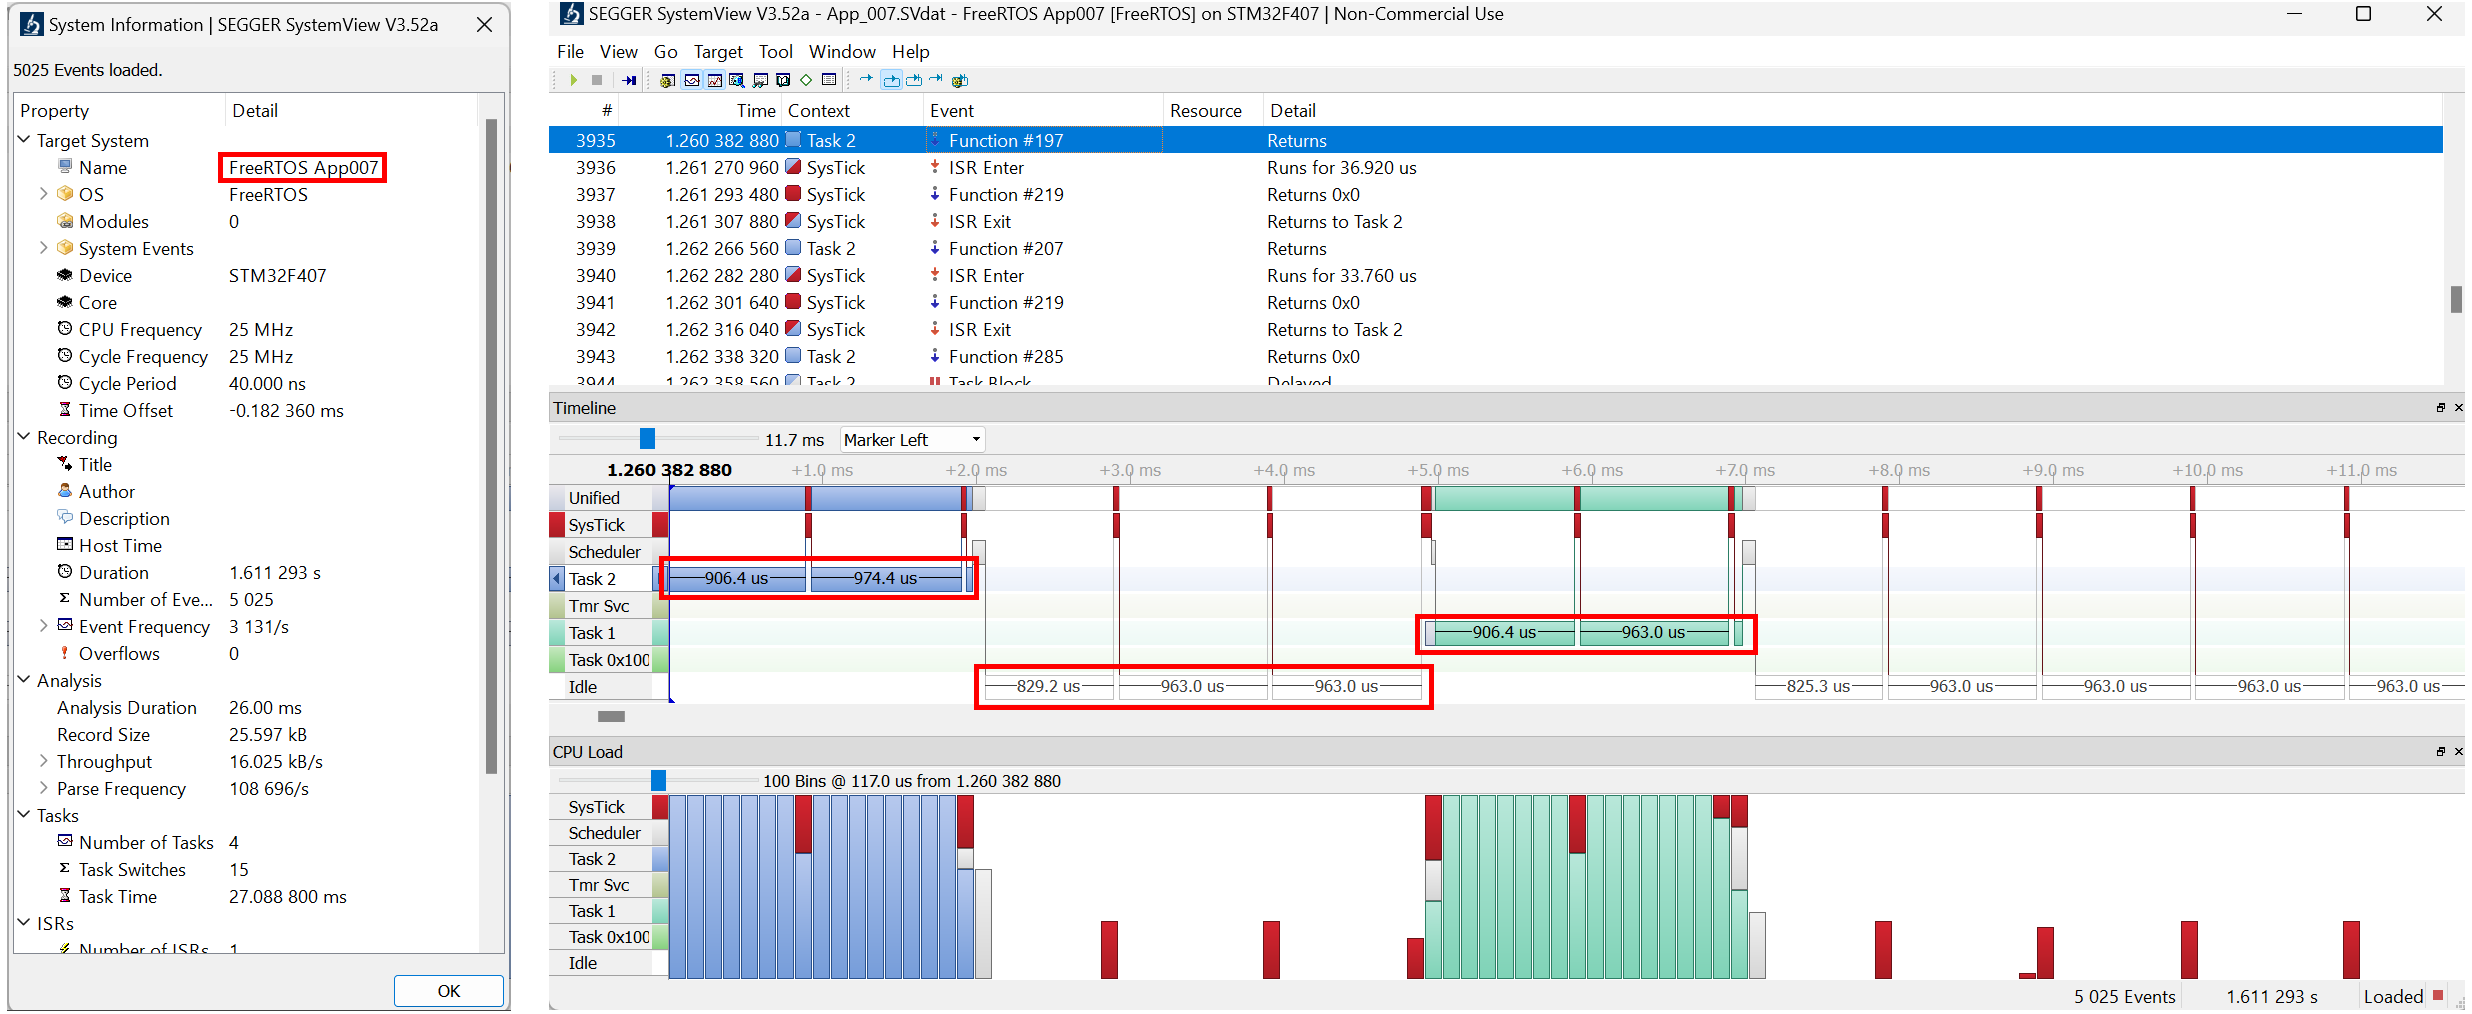 System Information | SEGGER SystemView V3.52a
5025 Events loaded.
Property Detail
Target System
Name FreeRTOS App007
OS FreeRTOS
Modules 0
System Events
Device STM32F407
Core
CPU Frequency 25 MHz
Cycle Frequency 25 MHz
Cycle Period 40.000 ns
Time Offset -0.182 360 ms
Recording
Title
Author
Description
Host Time
Duration 1.611 293 s
Number of Eve... 5 025
Event Frequency 3 131/s
Overflows 0
Analysis
Analysis Duration 26.00 ms
Record Size 25.597 kB
Throughput 16.025 kB/s
Parse Frequency 108 696/s
Tasks
Number of Tasks 4
Task Switches 15
Task Time 27.088 800 ms
ISRs
Number of ISRs 1
OK
SEGGER SystemView V3.52a - App_007.SVdat - FreeRTOS App007 [FreeRTOS] on STM32F407 | Non-Commercial Use
File View Go Target Tool Window Help
# Time Context Event Resource Detail
3935 1.260 382 880 Task 2 Function #197 Returns
3936 1.261 270 960 SysTick ISR Enter Runs for 36.920 us
3937 1.261 293 480 SysTick Function #219 Returns 0x0
3938 1.261 307 880 SysTick ISR Exit Returns to Task 2
3939 1.262 266 560 Task 2 Function #207 Returns
3940 1.262 282 280 SysTick ISR Enter Runs for 33.760 us
3941 1.262 301 640 SysTick Function #219 Returns 0x0
3942 1.262 316 040 SysTick ISR Exit Returns to Task 2
3943 1.262 338 320 Task 2 Function #285 Returns 0x0
3944 1.262 358 560 Task 2 Task Block Delayed
Timeline
11.7 ms Marker Left
1.260 382 880 +1.0 ms +2.0 ms +3.0 ms +4.0 ms +5.0 ms +6.0 ms +7.0 ms +8.0 ms +9.0 ms +10.0 ms +11.0 ms
Unified
SysTick
Scheduler
Task 2 906.4 us 974.4 us
Tmr Svc
Task 1 906.4 us 963.0 us
Task 0x100
Idle 829.2 us 963.0 us 963.0 us 825.3 us 963.0 us 963.0 us 963.0 us 963.0 us
CPU Load
100 Bins @ 117.0 us from 1.260 382 880
SysTick
Scheduler
Task 2
Tmr Svc
Task 1
Task 0x100
Idle
5 025 Events 1.611 293 s Loaded